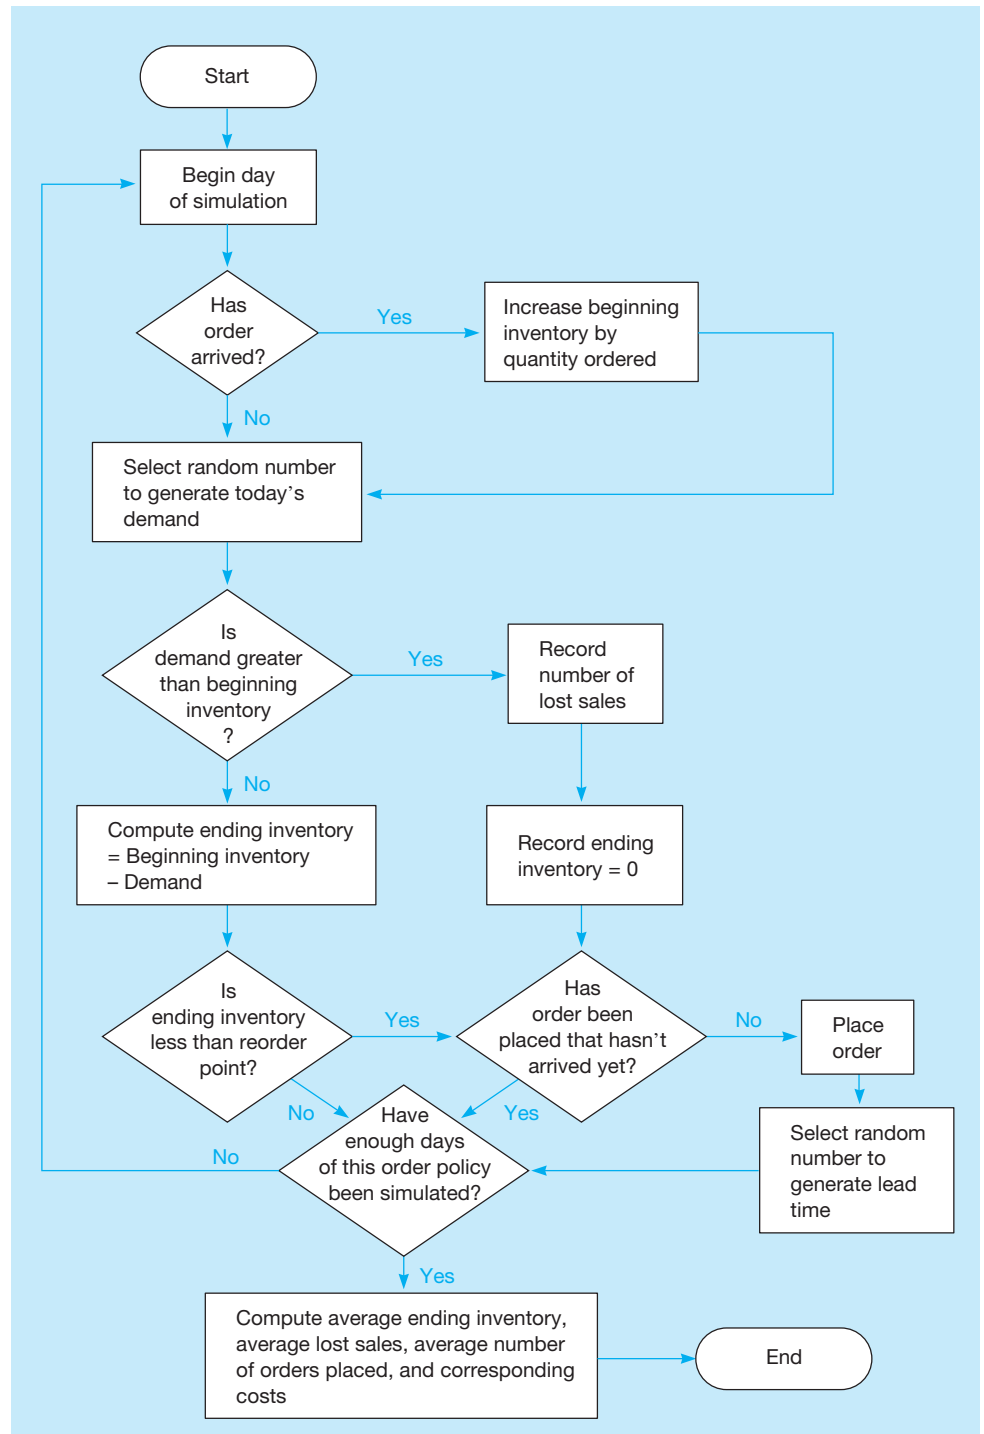 Start
Begin day
of simulation
Has
order
arrived?
Yes
Increase beginning
inventory by
quantity ordered
No
Select random number
to generate today’s
demand
Is
demand greater
than beginning
inventory
?
Yes
Record
number of
lost sales
No
Compute ending inventory
= Beginning inventory
– Demand
Record ending
inventory = 0
Is
ending inventory
less than reorder
point?
Yes
Has
order been
placed that hasn’t
arrived yet?
No
Place
order
No
Yes
Have
enough days
of this order policy
been simulated?
No
Select random
number to
generate lead
time
Yes
Compute average ending inventory,
average lost sales, average number
of orders placed, and corresponding
costs
End